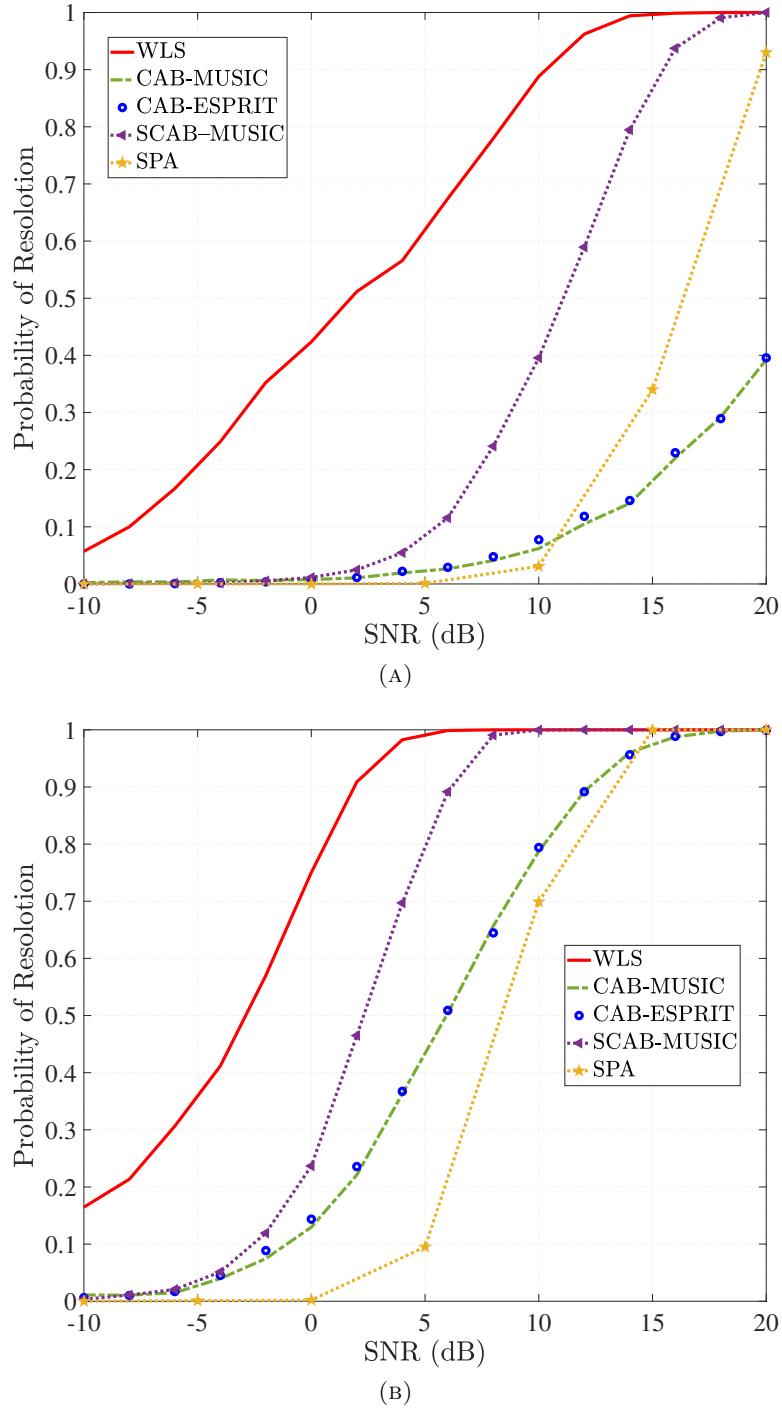 1
0.9
0.8
0.7
0.6
0.5
0.4
0.3
0.2
0.1
0
Probability of Resolotion
WLS
CAB-MUSIC
CAB-ESPRIT
SCAB–MUSIC
SPA
-10 -5 0 5 10 15 20
SNR (dB)
(A)
1
0.9
0.8
0.7
0.6
0.5
0.4
0.3
0.2
0.1
0
Probability of Resolotion
WLS
CAB-MUSIC
CAB-ESPRIT
SCAB-MUSIC
SPA
-10 -5 0 5 10 15 20
SNR (dB)
(B)